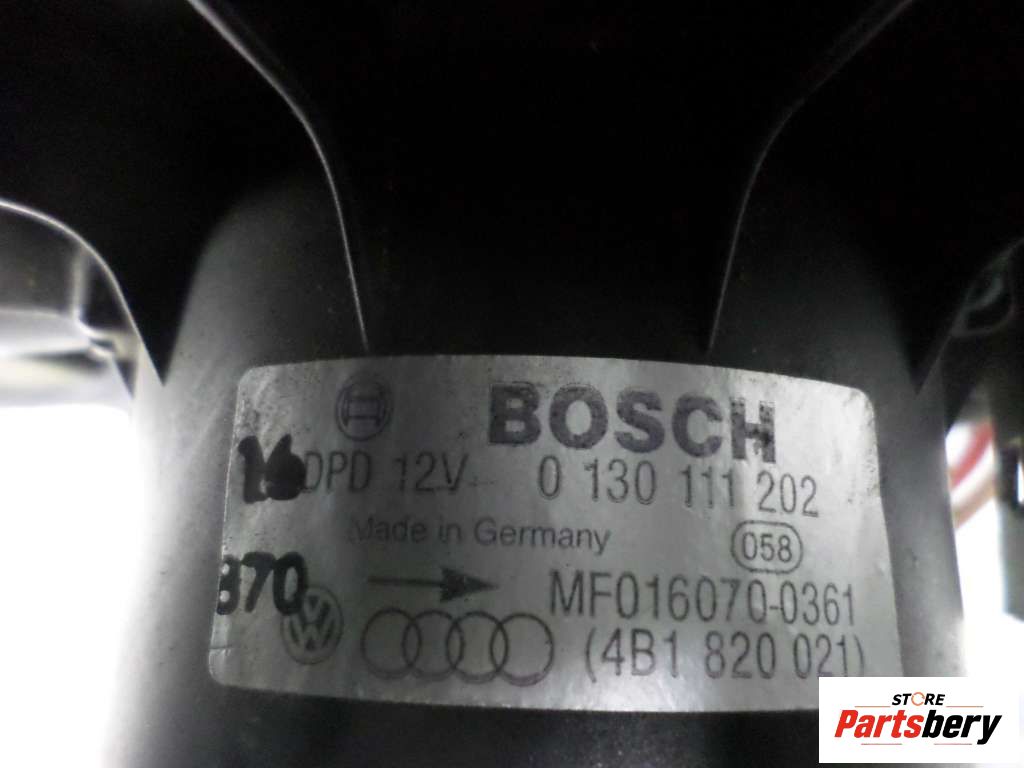 BOSCH
16 DPD 12V 0 130 111 202
Made in Germany 058
370 MF016070-0361
(4B1 820 021)
STORE
Partsbery